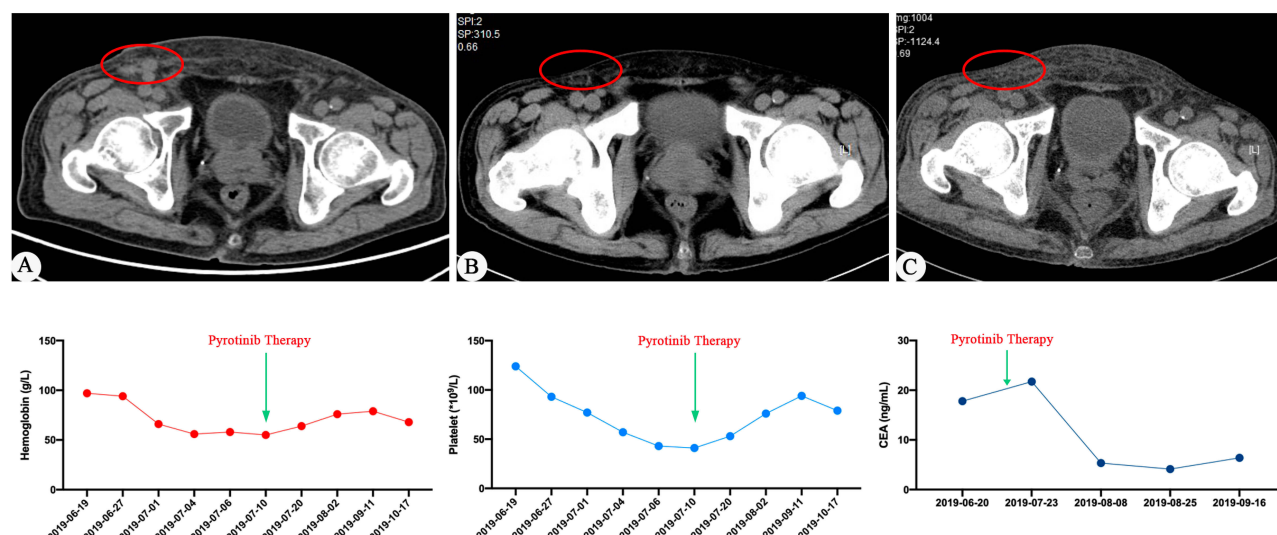 SPI:2
SP:310.5
0.66
[L]
mg:1004
SPI:2
SP:-1124.4
.69
[L]
A
B
C
Pyrotinib Therapy
150
100
50
0
Hemoglobin (g/L)
2019-06-19
2019-06-27
2019-07-01
2019-07-04
2019-07-06
2019-07-10
2019-07-20
2019-08-02
2019-09-11
2019-10-17
Pyrotinib Therapy
150
100
50
0
Platelet (*10⁹/L)
2019-06-19
2019-06-27
2019-07-01
2019-07-04
2019-07-06
2019-07-10
2019-07-20
2019-08-02
2019-09-11
2019-10-17
Pyrotinib Therapy
30
20
10
0
CEA (ng/mL)
2019-06-20
2019-07-23
2019-08-08
2019-08-25
2019-09-16